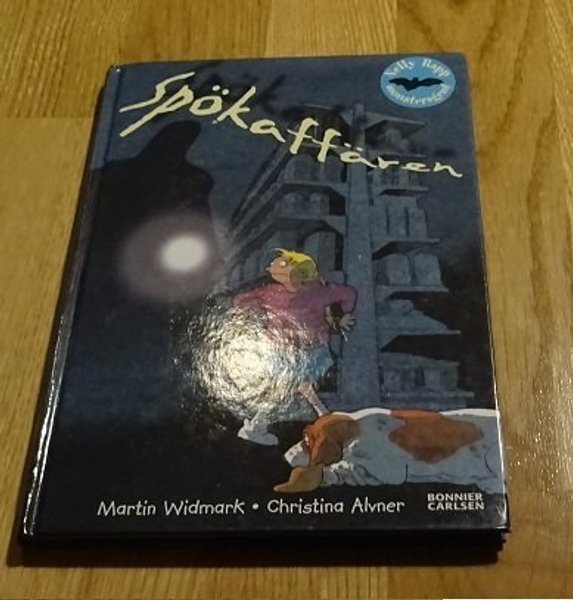 Nelly Rapp
monsteragent
Spökaffären
Martin Widmark • Christina Alvner
BONNIER
CARLSEN